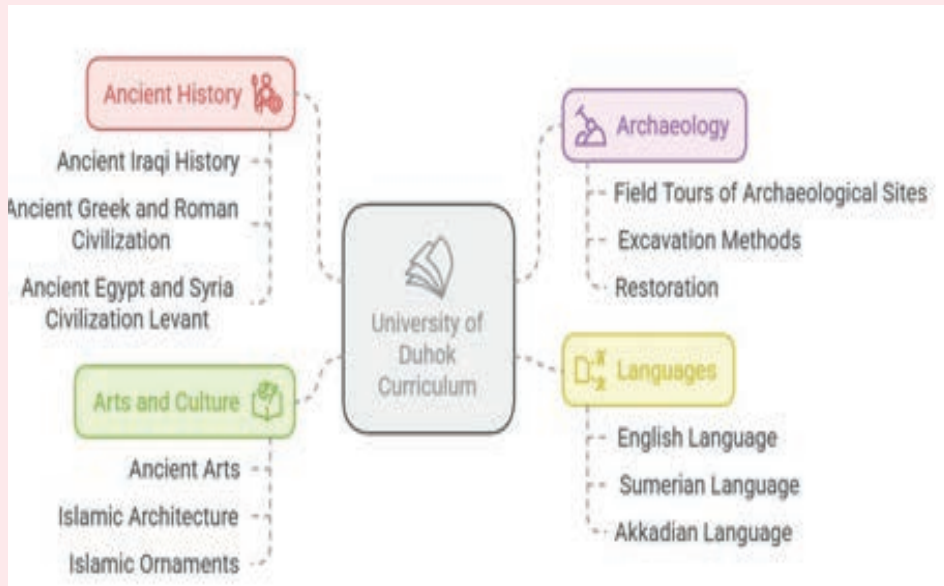 Ancient History
Ancient Iraqi History
Ancient Greek and Roman
Civilization
Ancient Egypt and Syria
Civilization Levant
Arts and Culture
Ancient Arts
Islamic Architecture
Islamic Ornaments
University of
Duhok
Curriculum
Archaeology
Field Tours of Archaeological Sites
Excavation Methods
Restoration
Languages
English Language
Sumerian Language
Akkadian Language